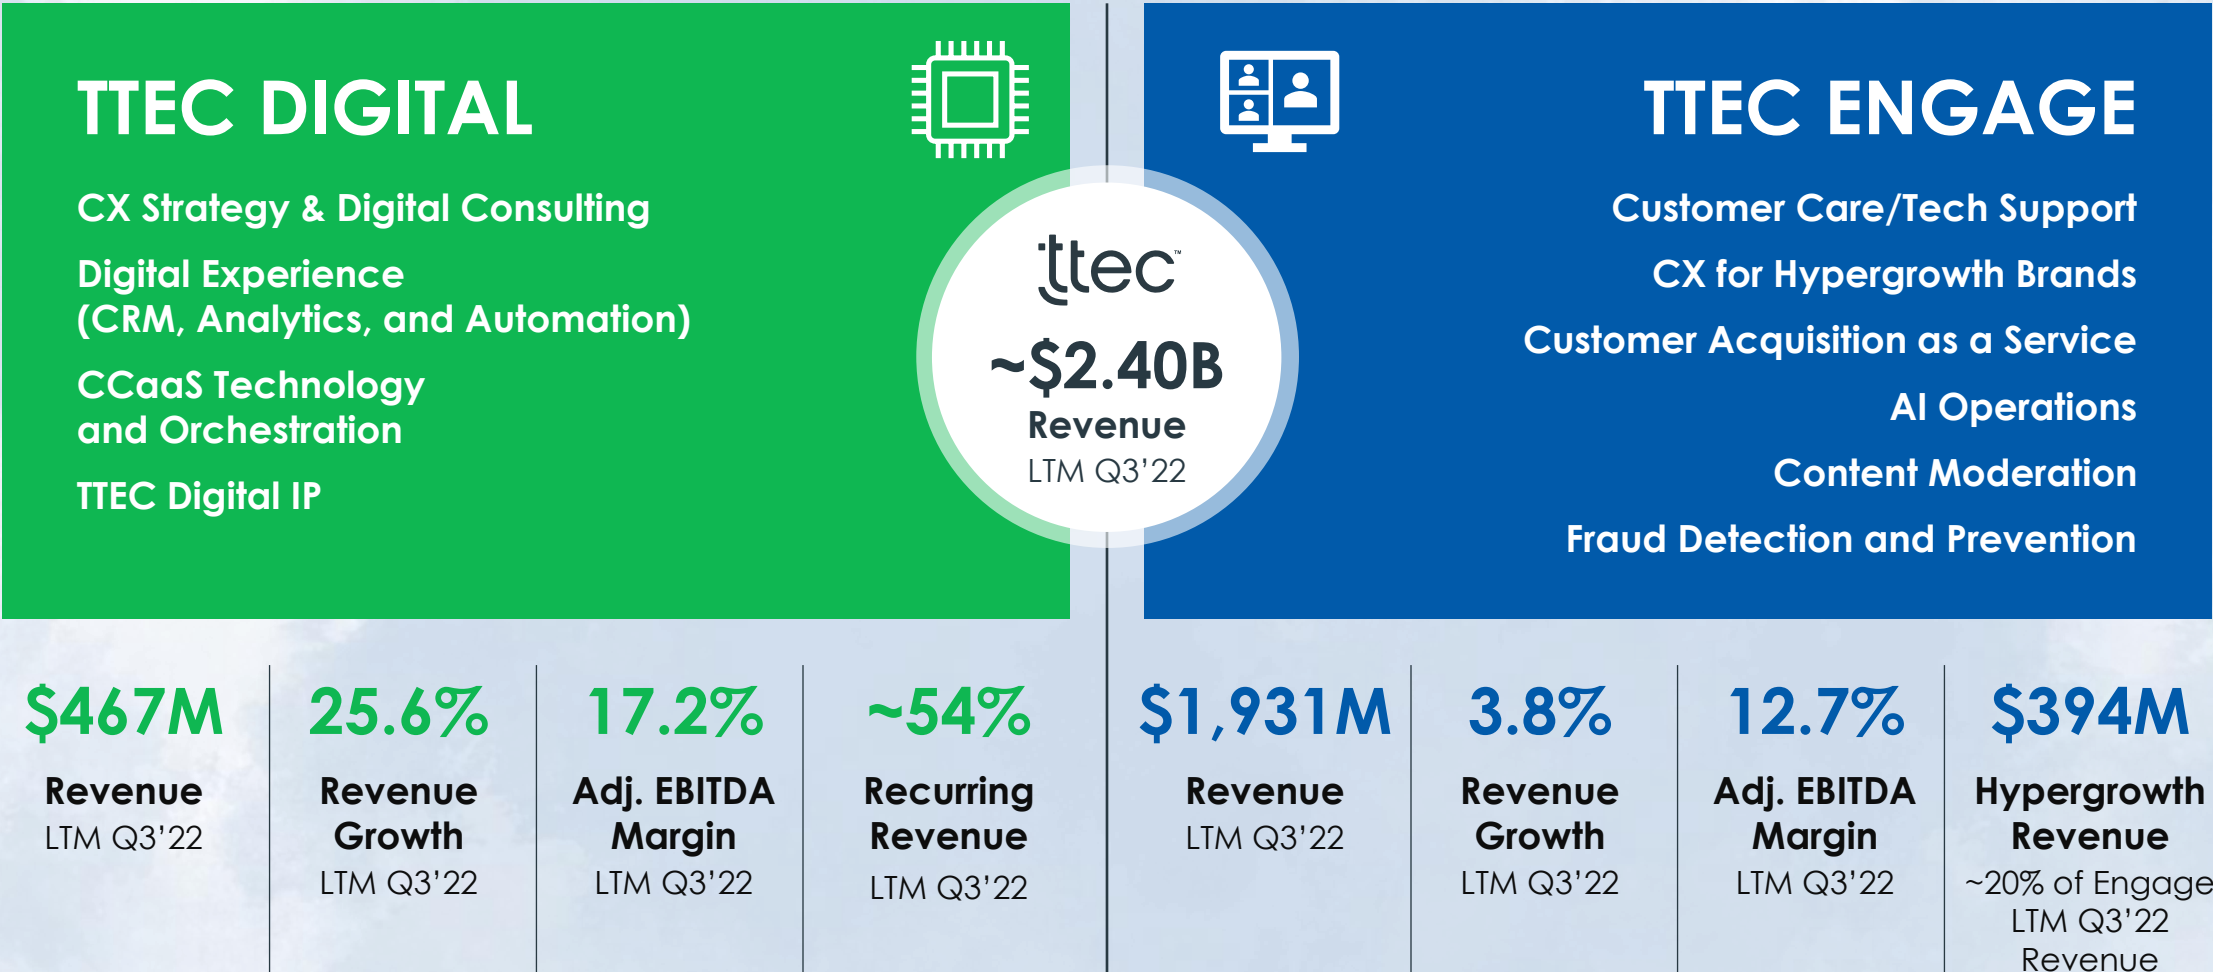 TTEC DIGITAL
CX Strategy & Digital Consulting
Digital Experience
(CRM, Analytics, and Automation)
CCaaS Technology
and Orchestration
TTEC Digital IP
ttec™
~$2.40B
Revenue
LTM Q3’22
TTEC ENGAGE
Customer Care/Tech Support
CX for Hypergrowth Brands
Customer Acquisition as a Service
AI Operations
Content Moderation
Fraud Detection and Prevention
$467M
Revenue
LTM Q3’22
25.6%
Revenue
Growth
LTM Q3’22
17.2%
Adj. EBITDA
Margin
LTM Q3’22
~54%
Recurring
Revenue
LTM Q3’22
$1,931M
Revenue
LTM Q3’22
3.8%
Revenue
Growth
LTM Q3’22
12.7%
Adj. EBITDA
Margin
LTM Q3’22
$394M
Hypergrowth
Revenue
~20% of Engage
LTM Q3’22
Revenue